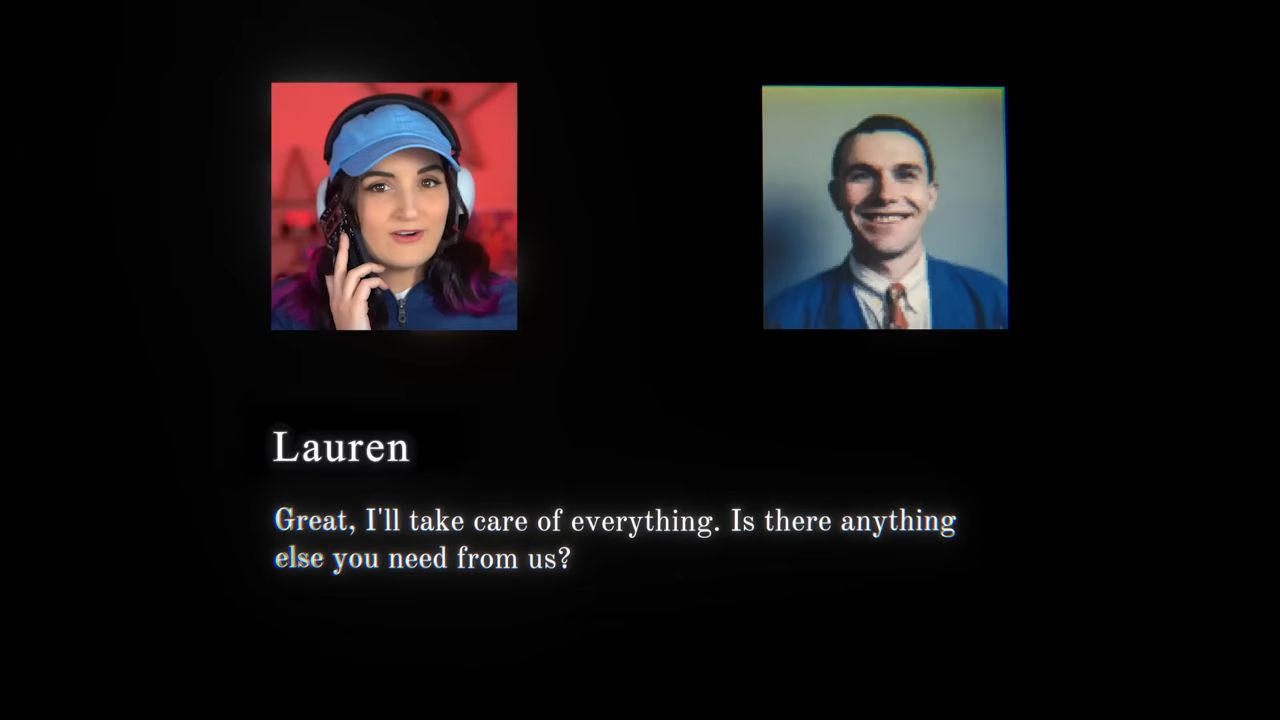 Lauren
Great, I'll take care of everything. Is there anything
else you need from us?